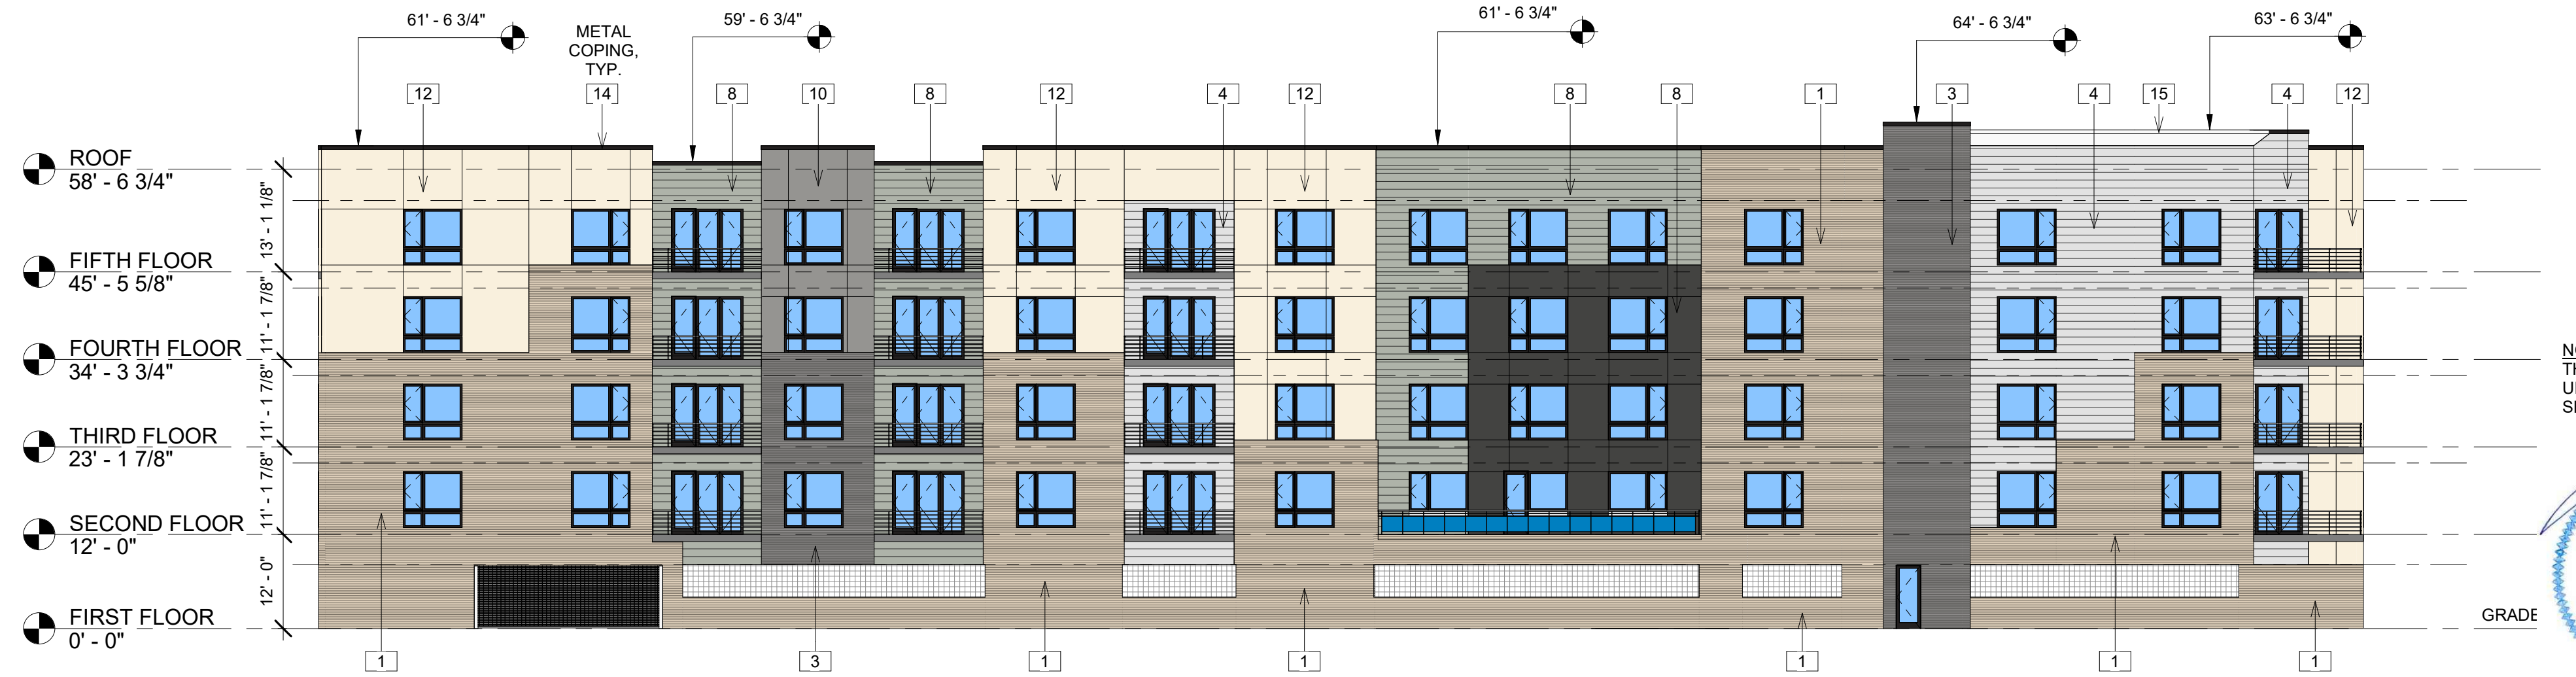 61' - 6 3/4"
59' - 6 3/4"
61' - 6 3/4"
64' - 6 3/4"
63' - 6 3/4"
METAL
COPING,
TYP.
12
14
8
10
8
12
4
12
8
8
1
3
4
15
4
12
ROOF
58' - 6 3/4"
13' - 1 1/8"
FIFTH FLOOR
45' - 5 5/8"
11' - 1 7/8"
FOURTH FLOOR
34' - 3 3/4"
11' - 1 7/8"
THIRD FLOOR
23' - 1 7/8"
11' - 1 7/8"
SECOND FLOOR
12' - 0"
12' - 0"
FIRST FLOOR
0' - 0"
GRADE
1
3
1
1
1
1
1